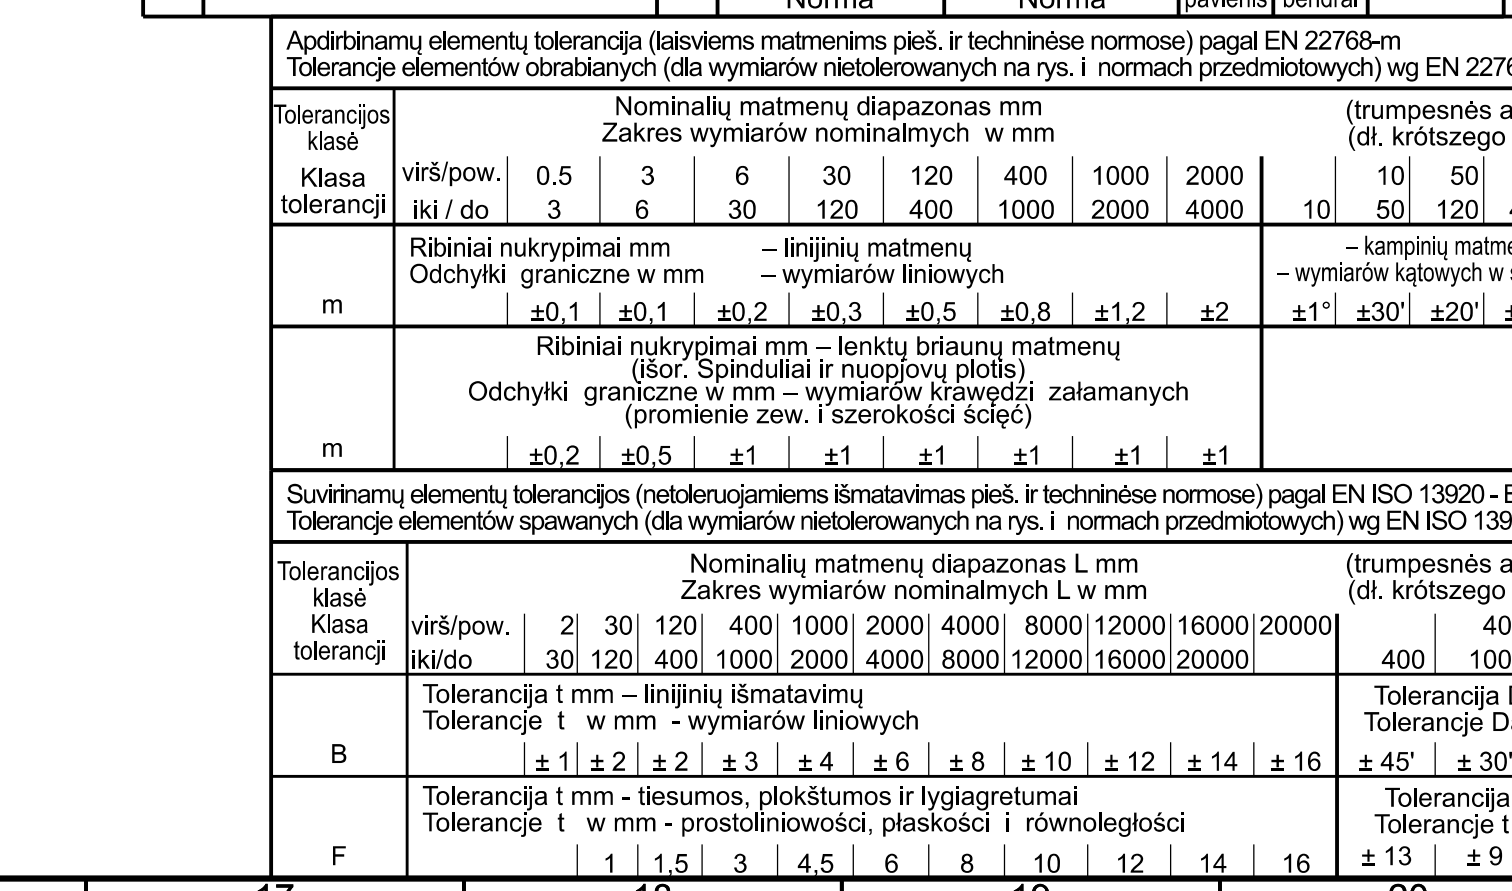 Norma Norma pavienis bendrai
Apdirbinamų elementų tolerancija (laisviems matmenims pieš. ir techninėse normose) pagal EN 22768-m
Tolerancje elementów obrabianych (dla wymiarów nietolerowanych na rys. i normach przedmiotowych) wg EN 2276
Tolerancijos klasė
Klasa tolerancji
Nominalių matmenų diapazonas mm
Zakres wymiarów nominalmych w mm
(trumpesnės a
(dł. krótszego
virš/pow. 0.5 3 6 30 120 400 1000 2000 10 50
iki / do 3 6 30 120 400 1000 2000 4000 10 50 120
Ribiniai nukrypimai mm – linijinių matmenų
Odchyłki graniczne w mm – wymiarów liniowych
– kampinių matme
– wymiarów kątowych w s
m ±0,1 ±0,1 ±0,2 ±0,3 ±0,5 ±0,8 ±1,2 ±2 ±1° ±30' ±20'
Ribiniai nukrypimai mm – lenktų briaunų matmenų
(išor. Spinduliai ir nuopjovų plotis)
Odchyłki graniczne w mm – wymiarów krawędzi załamanych
(promienie zew. i szerokości ścięć)
m ±0,2 ±0,5 ±1 ±1 ±1 ±1 ±1 ±1
Suvirinamų elementų tolerancijos (netoleruojamiems išmatavimas pieš. ir techninėse normose) pagal EN ISO 13920 - B
Tolerancje elementów spawanych (dla wymiarów nietolerowanych na rys. i normach przedmiotowych) wg EN ISO 139
Tolerancijos klasė
Klasa tolerancji
Nominalių matmenų diapazonas L mm
Zakres wymiarów nominalmych L w mm
(trumpesnės a
(dł. krótszego
virš/pow. 2 30 120 400 1000 2000 4000 8000 12000 16000 20000 40
iki/do 30 120 400 1000 2000 4000 8000 12000 16000 20000 400 100
Tolerancija t mm – linijinių išmatavimų
Tolerancje t w mm - wymiarów liniowych
Tolerancija
Tolerancje D
B ± 1 ± 2 ± 2 ± 3 ± 4 ± 6 ± 8 ± 10 ± 12 ± 14 ± 16 ± 45' ± 30'
Tolerancija t mm - tiesumos, plokštumos ir lygiagretumai
Tolerancje t w mm - prostoliniowości, płaskości i równoległości
Tolerancija
Tolerancje t
F 1 1,5 3 4,5 6 8 10 12 14 16 ± 13 ± 9
17 18 19 20